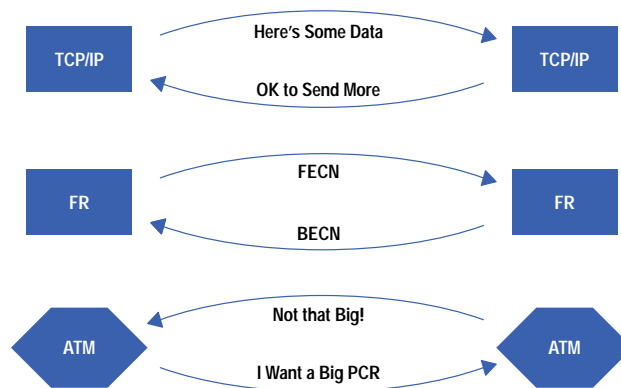 Here's Some Data
TCP/IP
TCP/IP
OK to Send More
FECN
FR
FR
BECN
Not that Big!
ATM
ATM
I Want a Big PCR